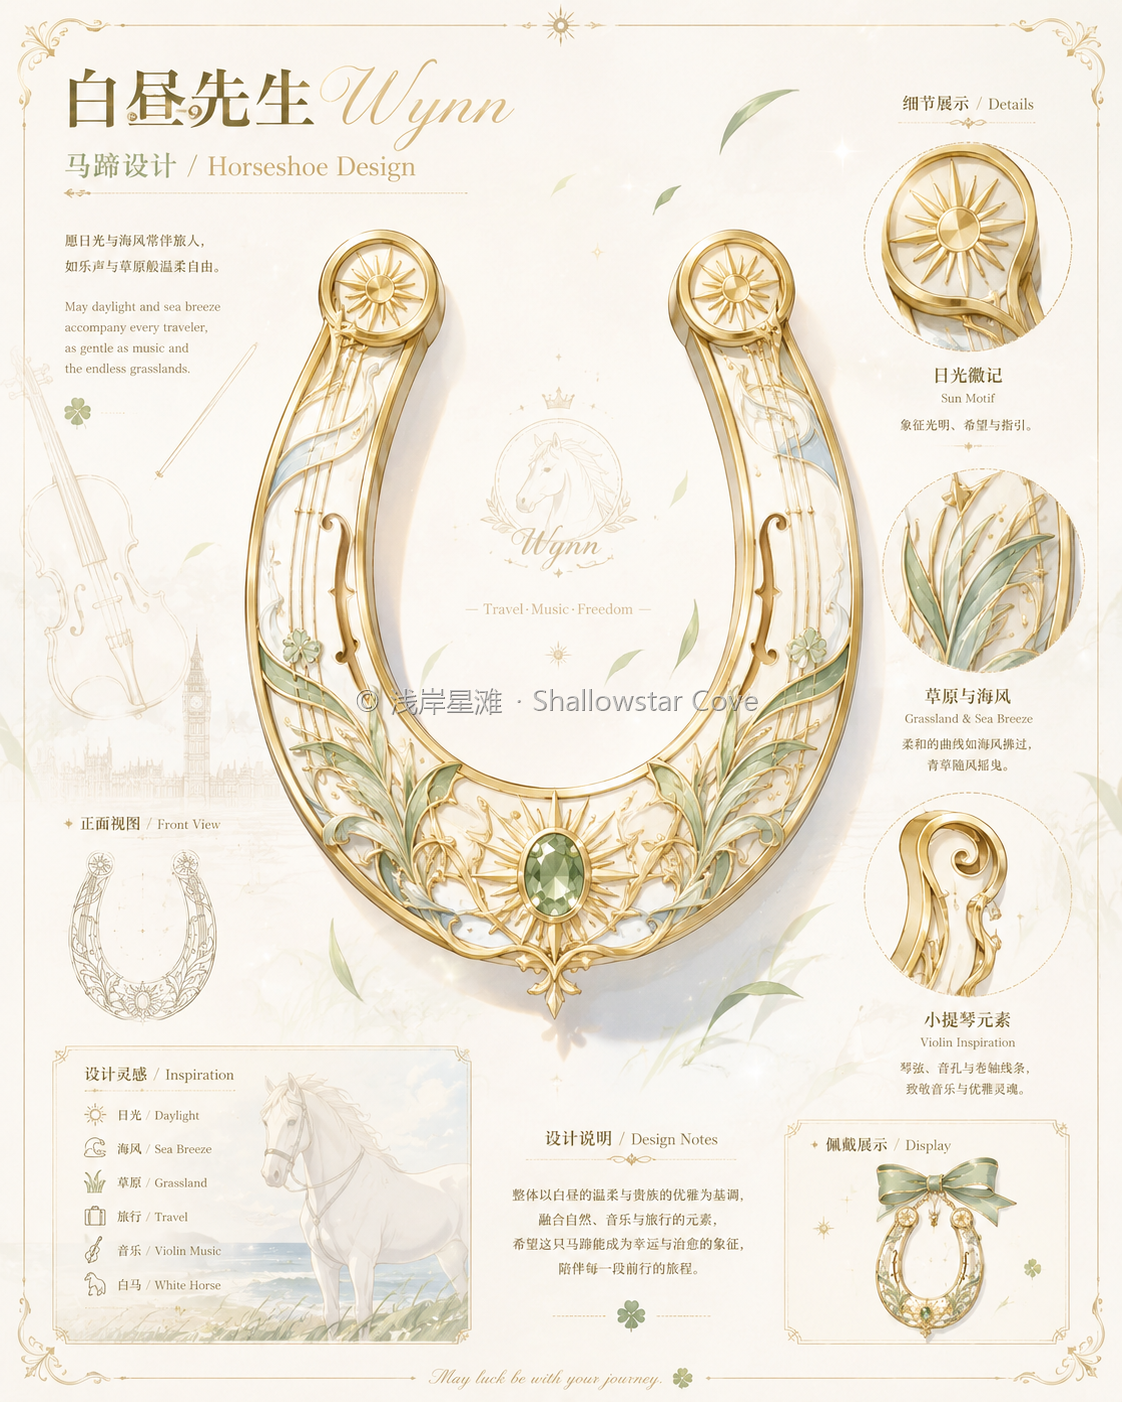 白昼先生 Wynn
马蹄设计 / Horseshoe Design
愿日光与海风常伴旅人，
如乐声与草原般温柔自由。
May daylight and sea breeze
accompany every traveler,
as gentle as music and
the endless grasslands.
Wynn
— Travel · Music · Freedom —
© 浅岸星滩 · Shallowstar Cove
细节展示 / Details
日光徽记
Sun Motif
象征光明、希望与指引。
草原与海风
Grassland & Sea Breeze
柔和的曲线如海风拂过，
青草随风摇曳。
小提琴元素
Violin Inspiration
琴弦、音孔与卷轴线条，
致敬音乐与优雅灵魂。
正面视图 / Front View
设计灵感 / Inspiration
日光 / Daylight
海风 / Sea Breeze
草原 / Grassland
旅行 / Travel
音乐 / Violin Music
白马 / White Horse
设计说明 / Design Notes
整体以白昼的温柔与贵族的优雅为基调，
融合自然、音乐与旅行的元素，
希望这只马蹄能成为幸运与治愈的象征，
陪伴每一段前行的旅程。
佩戴展示 / Display
May luck be with your journey.